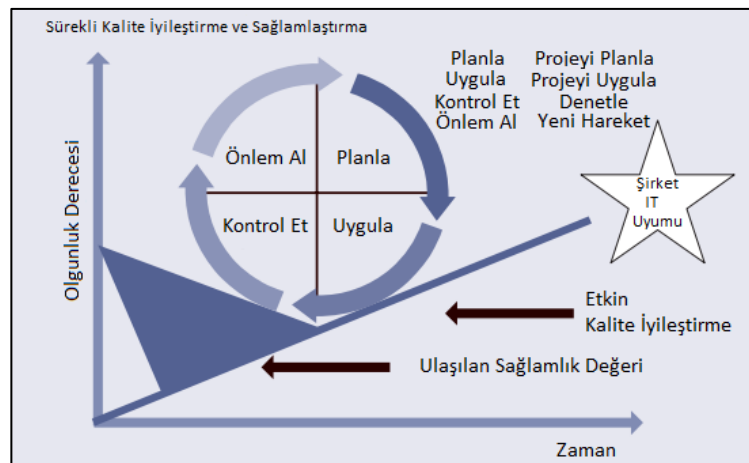 Sürekli Kalite İyileştirme ve Sağlamlaştırma
Planla
Uygula
Kontrol Et
Önlem Al
Projeyi Planla
Projeyi Uygula
Denetle
Yeni Hareket
Olgunluk Derecesi
Önlem Al
Planla
Kontrol Et
Uygula
Şirket
IT
Uyumu
Etkin
Kalite İyileştirme
Ulaşılan Sağlamlık Değeri
Zaman